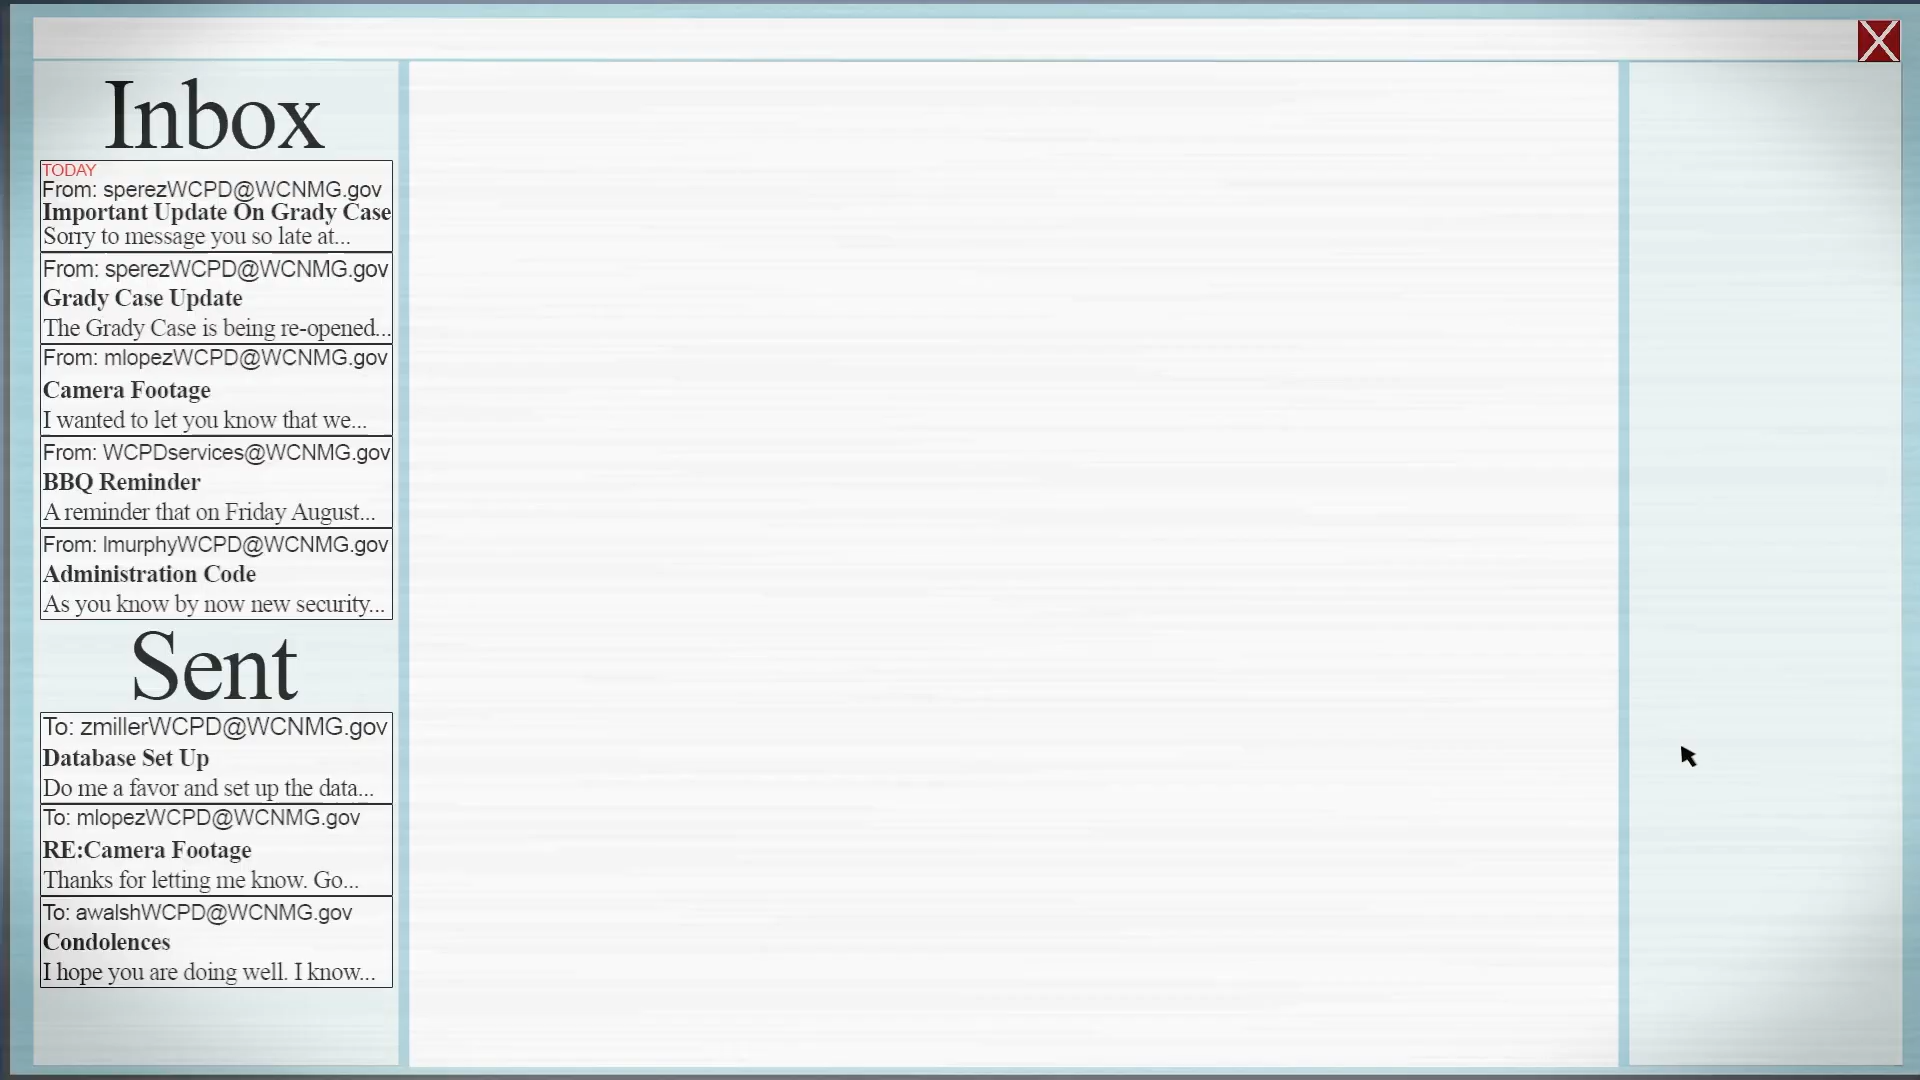 Inbox
TODAY
From: sperezWCPD@WCNMG.gov
Important Update On Grady Case
Sorry to message you so late at...
From: sperezWCPD@WCNMG.gov
Grady Case Update
The Grady Case is being re-opened...
From: mlopezWCPD@WCNMG.gov
Camera Footage
I wanted to let you know that we...
From: WCPDservices@WCNMG.gov
BBQ Reminder
A reminder that on Friday August...
From: lmurphyWCPD@WCNMG.gov
Administration Code
As you know by now new security...
Sent
To: zmillerWCPD@WCNMG.gov
Database Set Up
Do me a favor and set up the data...
To: mlopezWCPD@WCNMG.gov
RE:Camera Footage
Thanks for letting me know. Go...
To: awalshWCPD@WCNMG.gov
Condolences
I hope you are doing well. I know...